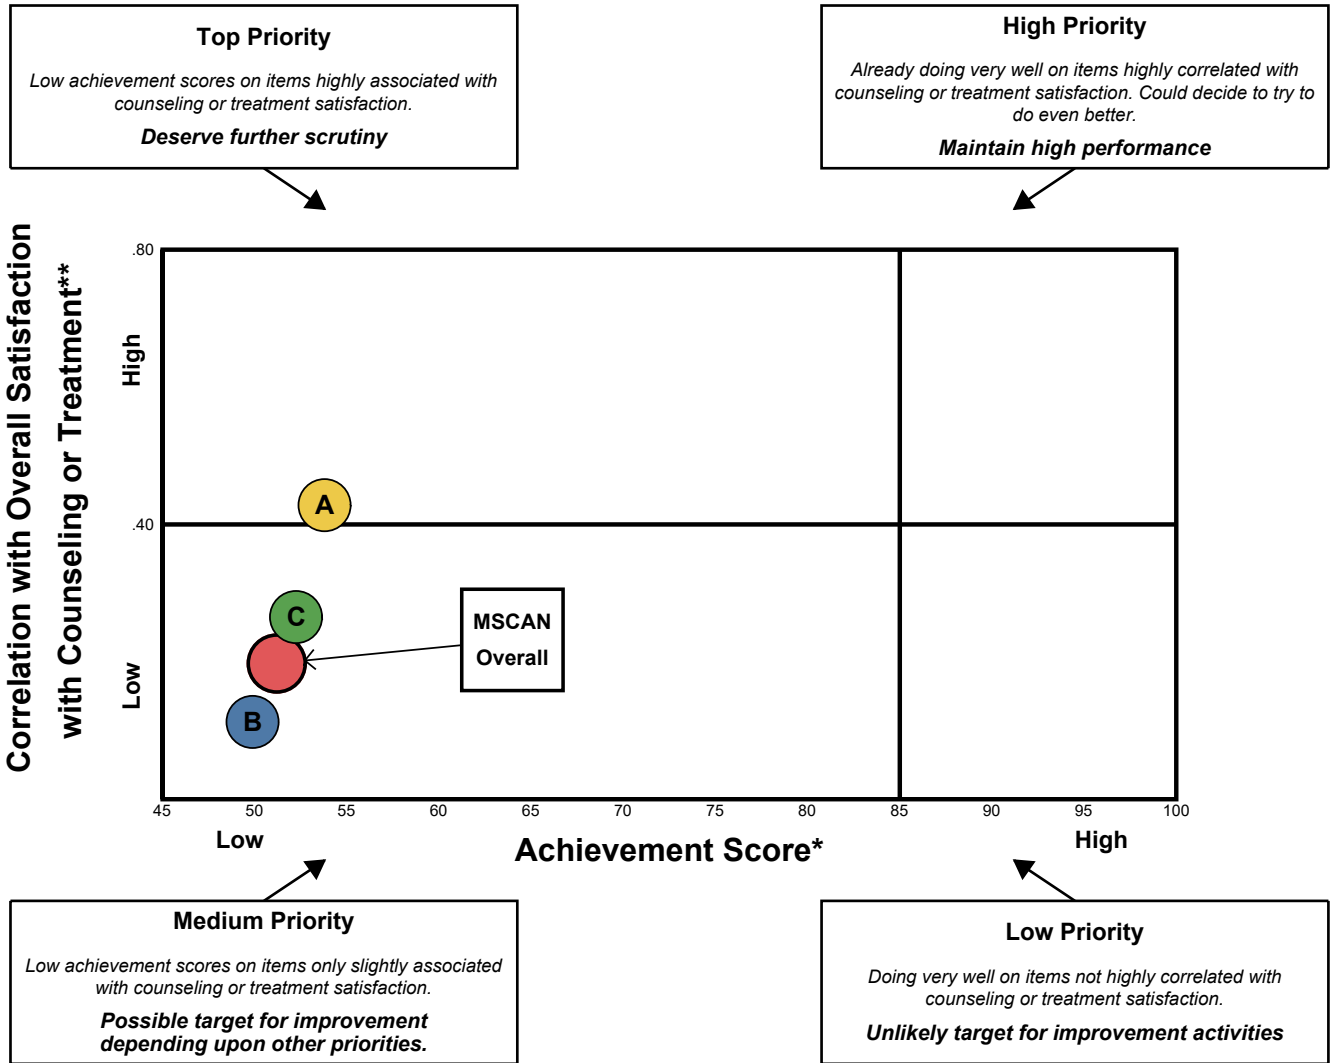 Top Priority
Low achievement scores on items highly associated with
counseling or treatment satisfaction.
Deserve further scrutiny
High Priority
Already doing very well on items highly correlated with
counseling or treatment satisfaction. Could decide to try to
do even better.
Maintain high performance
Correlation with Overall Satisfaction
with Counseling or Treatment**
High
Low
.80
.40
A
C
B
MSCAN
Overall
45 50 55 60 65 70 75 80 85 90 95 100
Low
High
Achievement Score*
Medium Priority
Low achievement scores on items only slightly associated
with counseling or treatment satisfaction.
Possible target for improvement
depending upon other priorities.
Low Priority
Doing very well on items not highly correlated with
counseling or treatment satisfaction.
Unlikely target for improvement activities